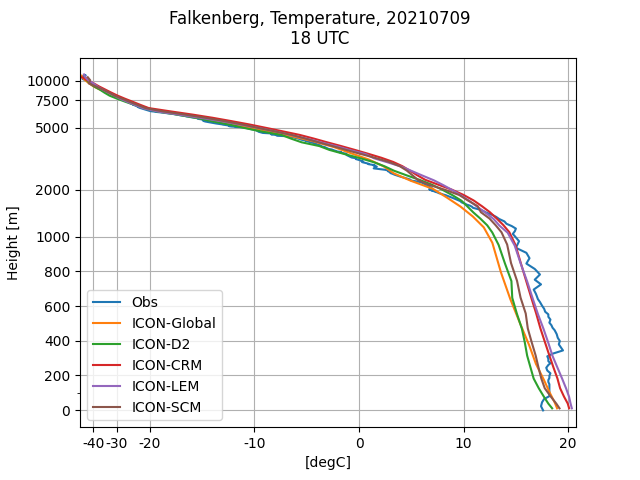 Falkenberg, Temperature, 20210709
18 UTC
Height [m]
10000
7500
5000
2000
1000
800
600
400
200
0
Obs
ICON-Global
ICON-D2
ICON-CRM
ICON-LEM
ICON-SCM
-40 -30 -20 -10 0 10 20
[degC]